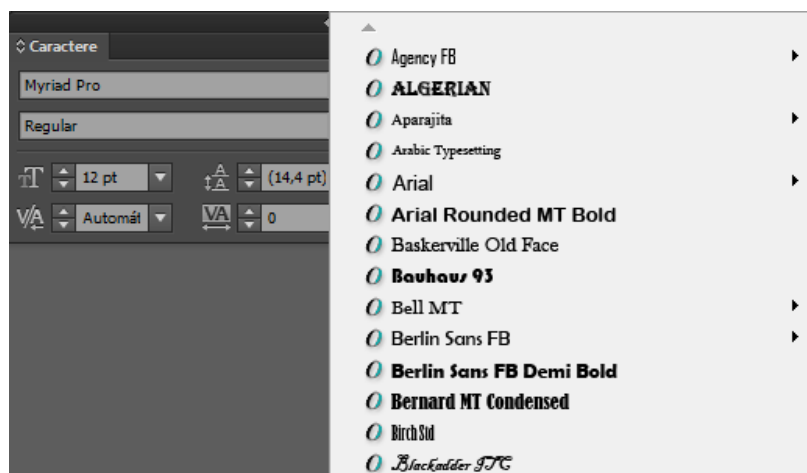 Caractere
Myriad Pro
Regular
12 pt
(14,4 pt)
Automát
0
Agency FB
ALGERIAN
Aparajita
Arabic Typesetting
Arial
Arial Rounded MT Bold
Baskerville Old Face
Bauhaus 93
Bell MT
Berlin Sans FB
Berlin Sans FB Demi Bold
Bernard MT Condensed
Birch Std
Blackadder ITC